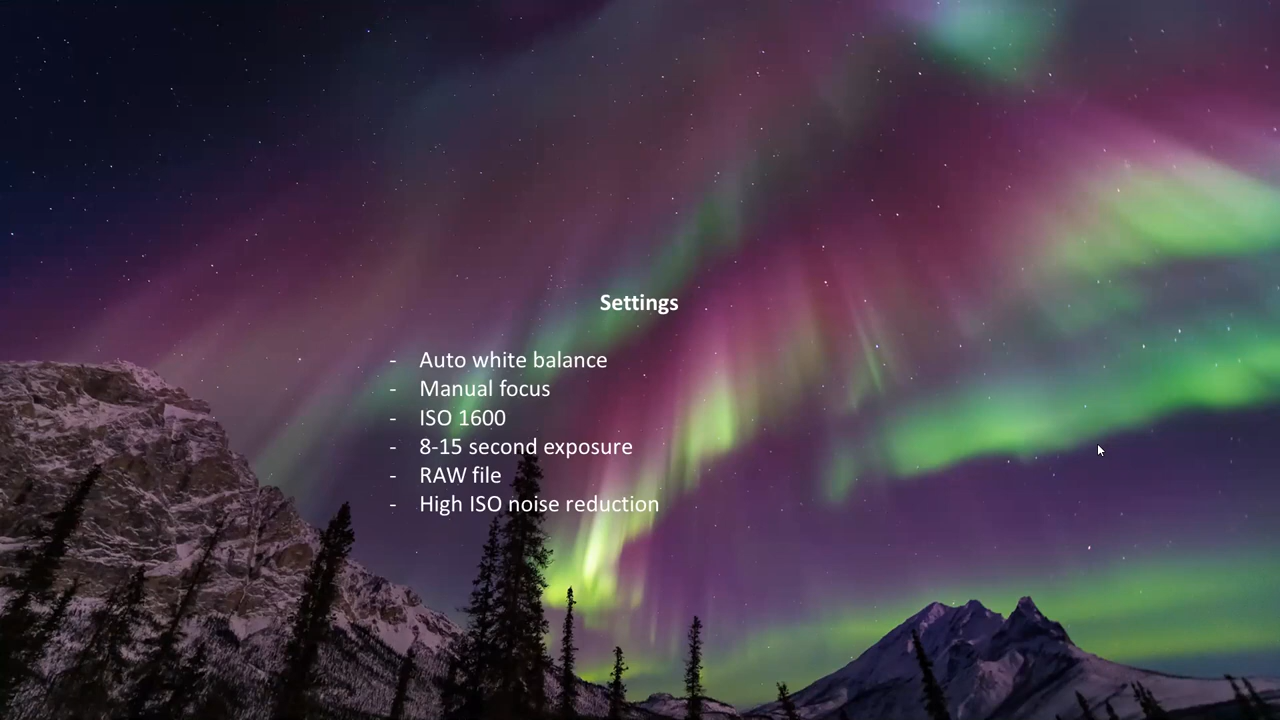 Settings
- Auto white balance
- Manual focus
- ISO 1600
- 8-15 second exposure
- RAW file
- High ISO noise reduction